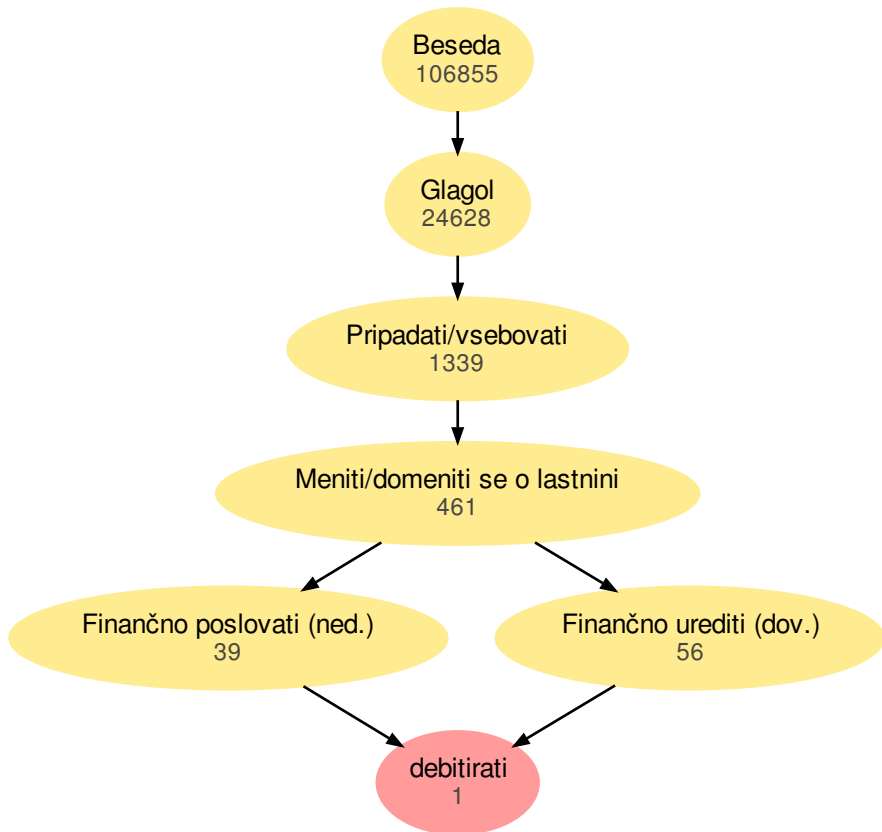 Beseda
106855
Glagol
24628
Pripadati/vsebovati
1339
Meniti/domeniti se o lastnini
461
Finančno poslovati (ned.)
39
Finančno urediti (dov.)
56
debitirati
1